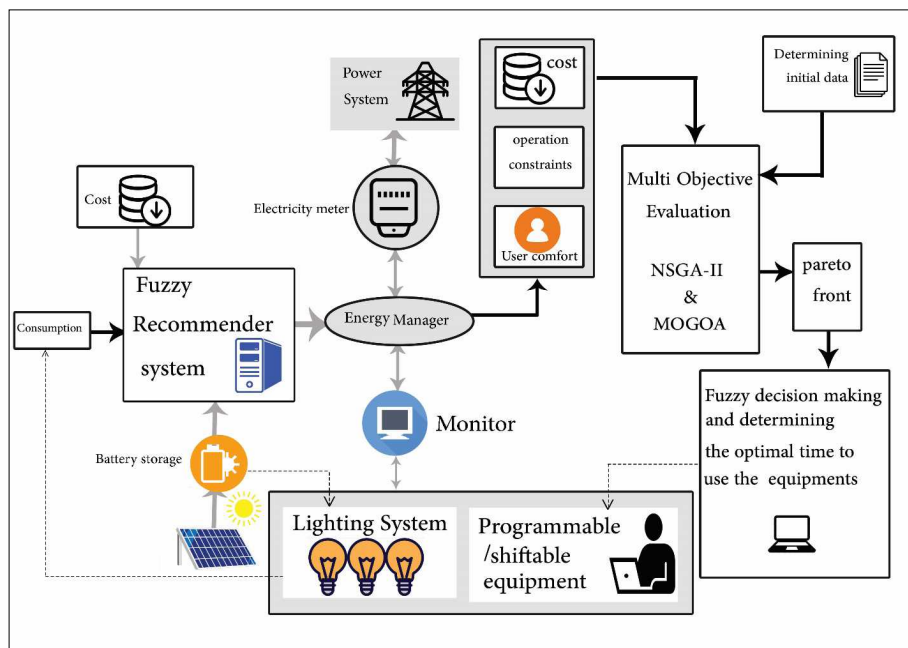 Power
System
cost
Determining
initial data
operation
constraints
Multi Objective
Evaluation
NSGA-II
&
MOGOA
Cost
Electricity meter
User comfort
Fuzzy
Recommender
system
Consumption
Energy Manager
pareto
front
Monitor
Fuzzy decision making
and determining
the optimal time to
use the equipments
Battery storage
Lighting System
Programmable
/shiftable
equipment